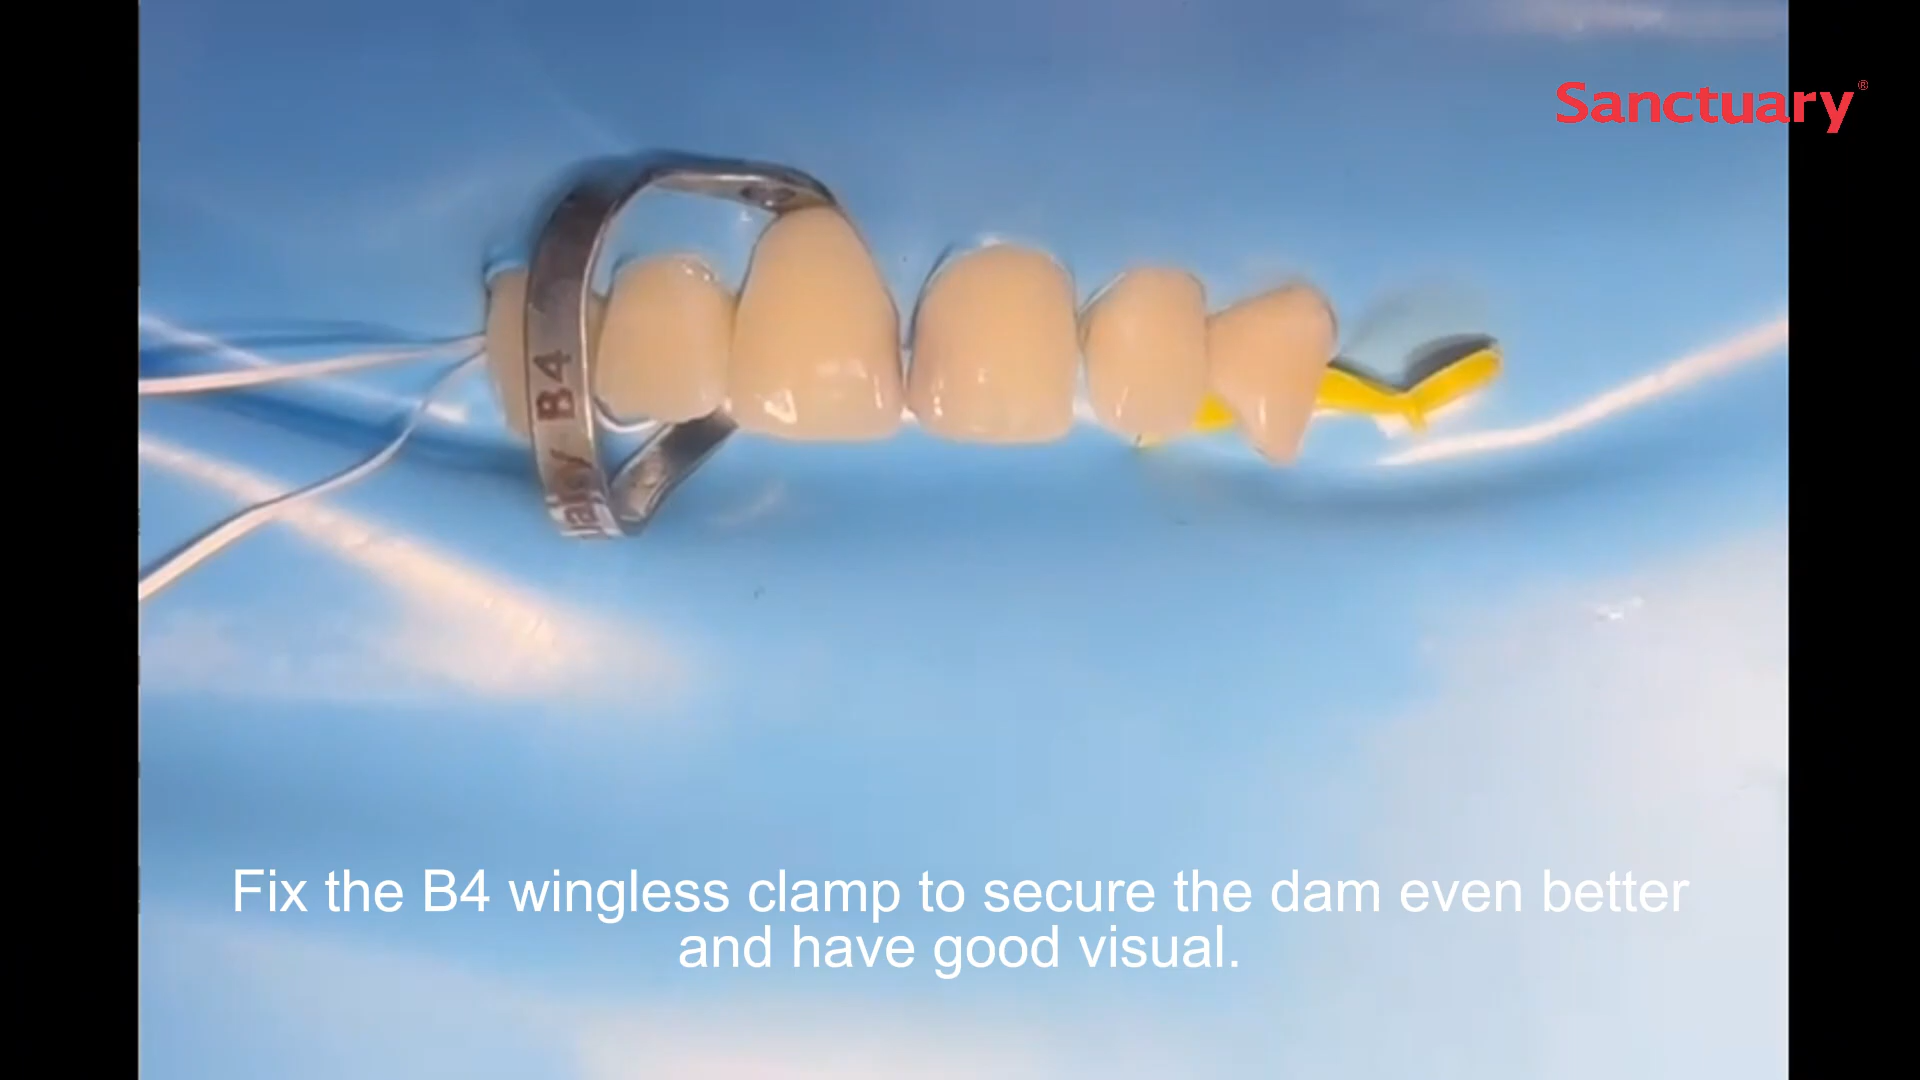 Sanctuary®
B4
Fix the B4 wingless clamp to secure the dam even better
and have good visual.